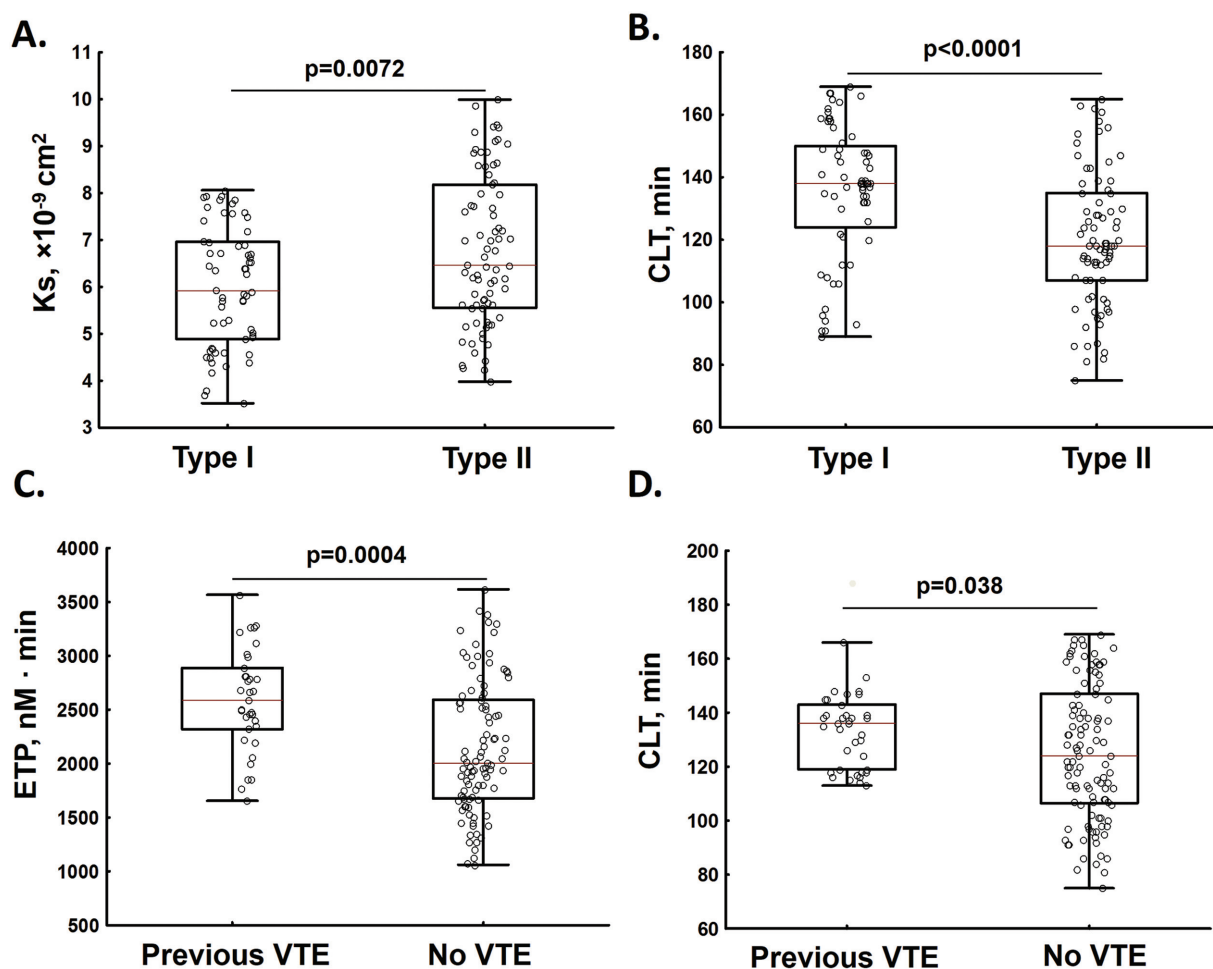 A.
p=0.0072
Ks, ×10⁻⁹ cm²
11
10
9
8
7
6
5
4
3
Type I
Type II
B.
p<0.0001
CLT, min
180
160
140
120
100
80
60
Type I
Type II
C.
p=0.0004
ETP, nM · min
4000
3500
3000
2500
2000
1500
1000
500
Previous VTE
No VTE
D.
p=0.038
CLT, min
200
180
160
140
120
100
80
60
Previous VTE
No VTE